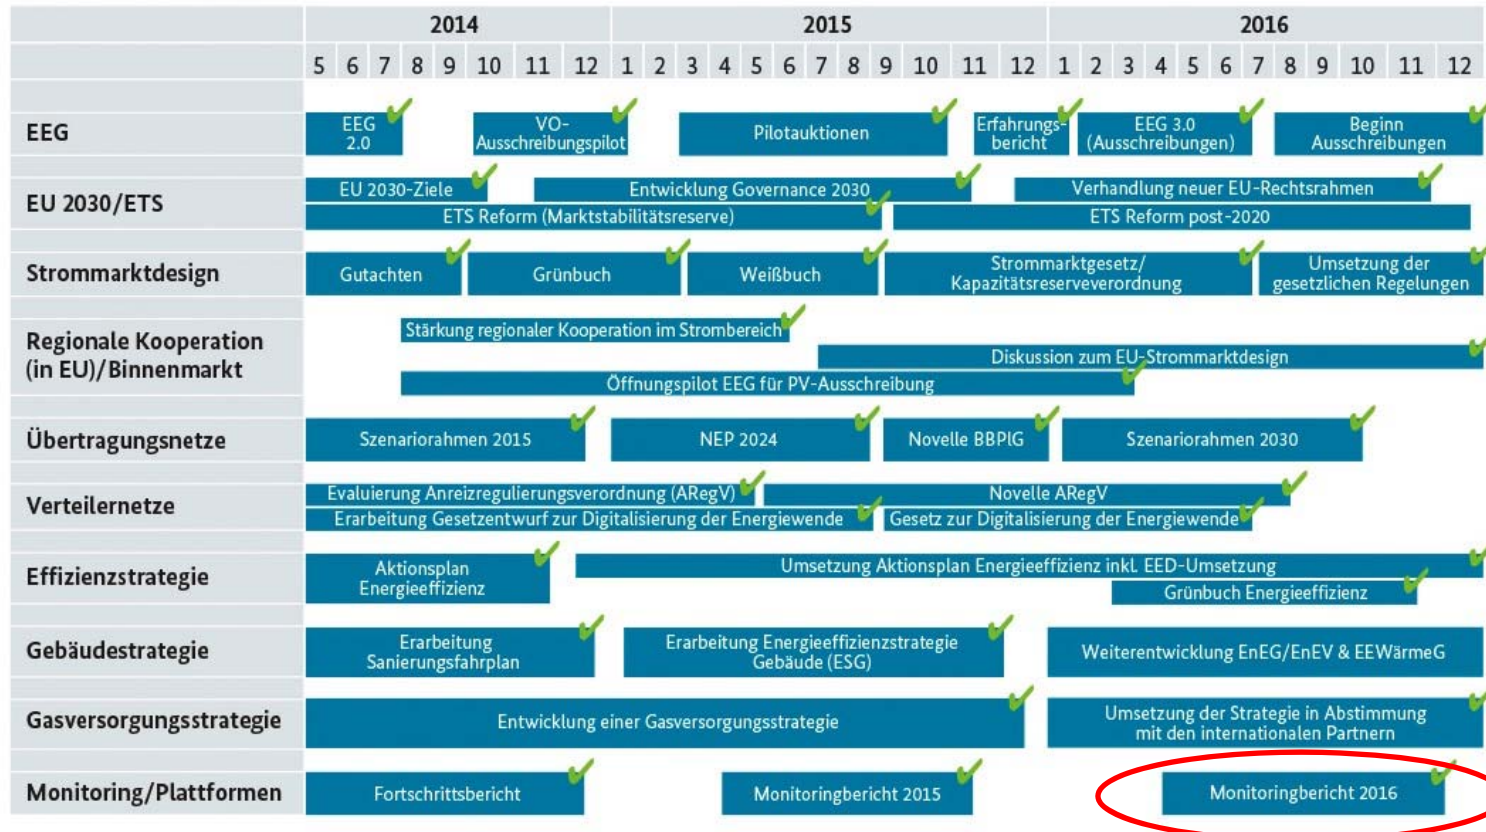 2014 2015 2016
5 6 7 8 9 10 11 12 1 2 3 4 5 6 7 8 9 10 11 12 1 2 3 4 5 6 7 8 9 10 11 12
EEG
EEG
2.0
VO-
Ausschreibungspilot
Pilotauktionen
Erfahrungs-
bericht
EEG 3.0
(Ausschreibungen)
Beginn
Ausschreibungen
EU 2030/ETS
EU 2030-Ziele
Entwicklung Governance 2030
Verhandlung neuer EU-Rechtsrahmen
ETS Reform (Marktstabilitätsreserve)
ETS Reform post-2020
Strommarktdesign
Gutachten
Grünbuch
Weißbuch
Strommarktgesetz/
Kapazitätsreserveverordnung
Umsetzung der
gesetzlichen Regelungen
Regionale Kooperation
(in EU)/Binnenmarkt
Stärkung regionaler Kooperation im Strombereich
Diskussion zum EU-Strommarktdesign
Öffnungspilot EEG für PV-Ausschreibung
Übertragungsnetze
Szenariorahmen 2015
NEP 2024
Novelle BBPlG
Szenariorahmen 2030
Verteilernetze
Evaluierung Anreizregulierungsverordnung (ARegV)
Novelle ARegV
Erarbeitung Gesetzentwurf zur Digitalisierung der Energiewende
Gesetz zur Digitalisierung der Energiewende
Effizienzstrategie
Aktionsplan
Energieeffizienz
Umsetzung Aktionsplan Energieeffizienz inkl. EED-Umsetzung
Grünbuch Energieeffizienz
Gebäudestrategie
Erarbeitung
Sanierungsfahrplan
Erarbeitung Energieeffizienzstrategie
Gebäude (ESG)
Weiterentwicklung EnEG/EnEV & EEWärmeG
Gasversorgungsstrategie
Entwicklung einer Gasversorgungsstrategie
Umsetzung der Strategie in Abstimmung
mit den internationalen Partnern
Monitoring/Plattformen
Fortschrittsbericht
Monitoringbericht 2015
Monitoringbericht 2016